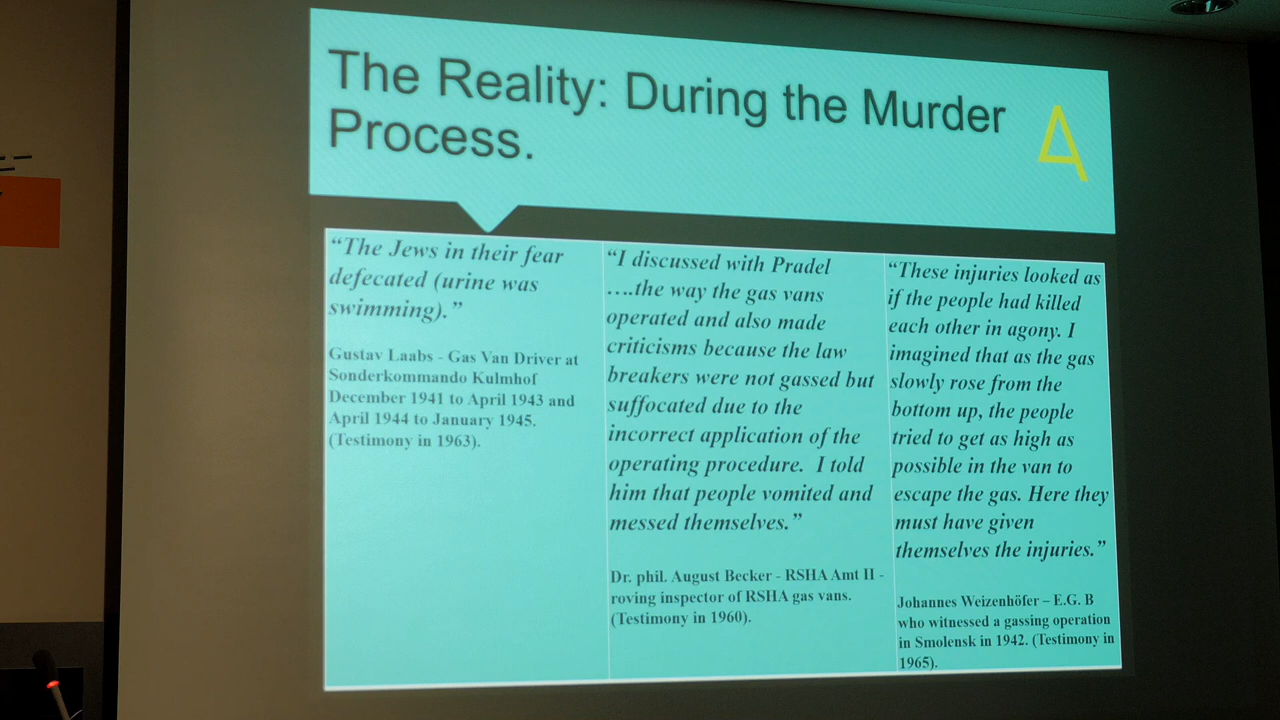 The Reality: During the Murder
Process.
“The Jews in their fear
defecated (urine was
swimming).”
Gustav Laabs - Gas Van Driver at
Sonderkommando Kulmhof
December 1941 to April 1943 and
April 1944 to January 1945.
(Testimony in 1963).
“I discussed with Pradel
....the way the gas vans
operated and also made
criticisms because the law
breakers were not gassed but
suffocated due to the
incorrect application of the
operating procedure. I told
him that people vomited and
messed themselves.”
Dr. phil. August Becker - RSHA Amt II -
roving inspector of RSHA gas vans.
(Testimony in 1960).
“These injuries looked as
if the people had killed
each other in agony. I
imagined that as the gas
slowly rose from the
bottom up, the people
tried to get as high as
possible in the van to
escape the gas. Here they
must have given
themselves the injuries.”
Johannes Weizenhöfer – E.G. B
who witnessed a gassing operation
in Smolensk in 1942. (Testimony in
1965).